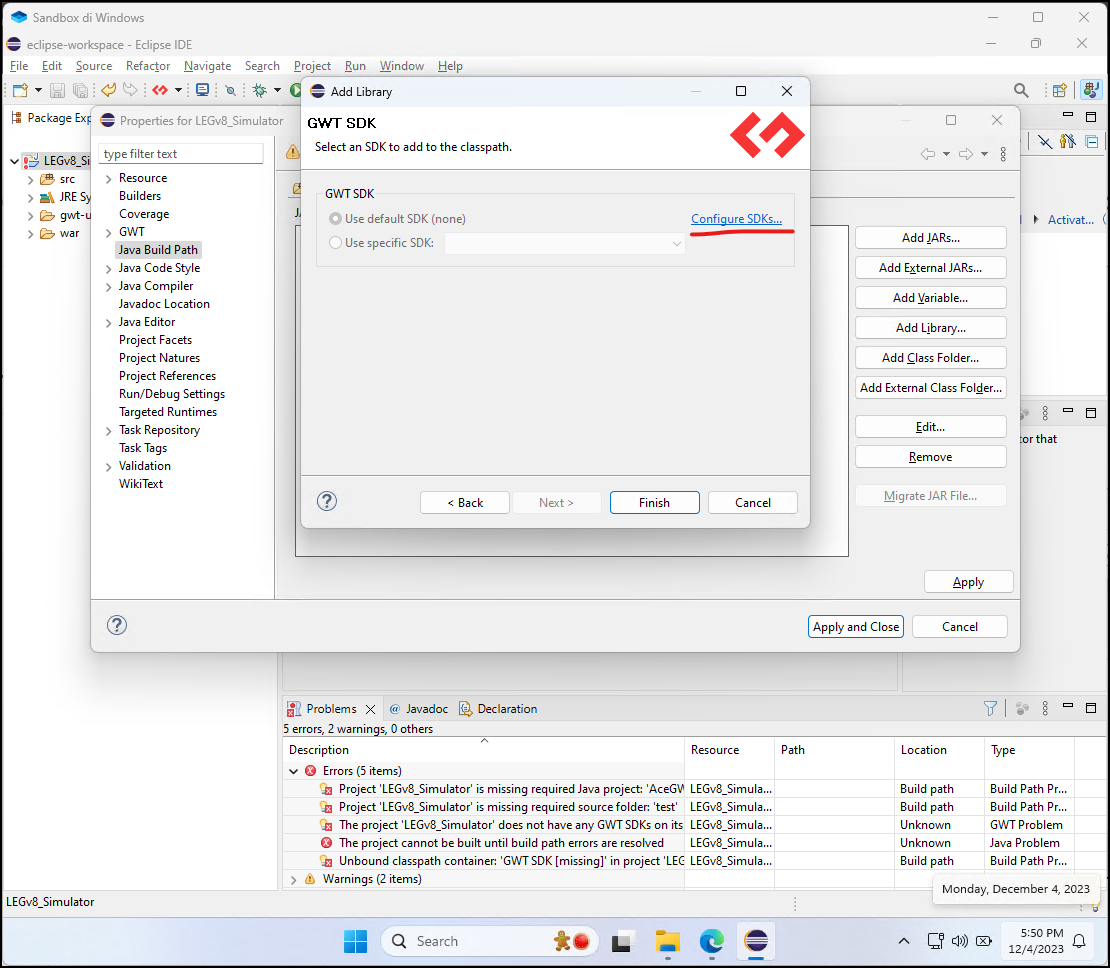 Sandbox di Windows
eclipse-workspace - Eclipse IDE
File Edit Source Refactor Navigate Search Project Run Window Help
Package Exp
LEGv8_Si
src
JRE Sy
gwt-u
war
Properties for LEGv8_Simulator
type filter text
Resource
Builders
Coverage
GWT
Java Build Path
Java Code Style
Java Compiler
Javadoc Location
Java Editor
Project Facets
Project Natures
Project References
Run/Debug Settings
Targeted Runtimes
Task Repository
Task Tags
Validation
WikiText
Add Library
GWT SDK
Select an SDK to add to the classpath.
GWT SDK
Use default SDK (none)
Configure SDKs...
Use specific SDK:
< Back
Next >
Finish
Cancel
Add JARs...
Add External JARs...
Add Variable...
Add Library...
Add Class Folder...
Add External Class Folder...
Edit...
Remove
Migrate JAR File...
Apply
Apply and Close
Cancel
Activat...
tor that
Problems
@ Javadoc
Declaration
5 errors, 2 warnings, 0 others
Description Resource Path Location Type
Errors (5 items)
Project 'LEGv8_Simulator' is missing required Java project: 'AceGW LEGv8_Simula... Build path Build Path Pr...
Project 'LEGv8_Simulator' is missing required source folder: 'test' LEGv8_Simula... Build path Build Path Pr...
The project 'LEGv8_Simulator' does not have any GWT SDKs on its LEGv8_Simula... Unknown GWT Problem
The project cannot be built until build path errors are resolved LEGv8_Simula... Unknown Java Problem
Unbound classpath container: 'GWT SDK [missing]' in project 'LEG LEGv8_Simula... Build path Build Path Pr...
Warnings (2 items)
Monday, December 4, 2023
LEGv8_Simulator
Search
5:50 PM
12/4/2023